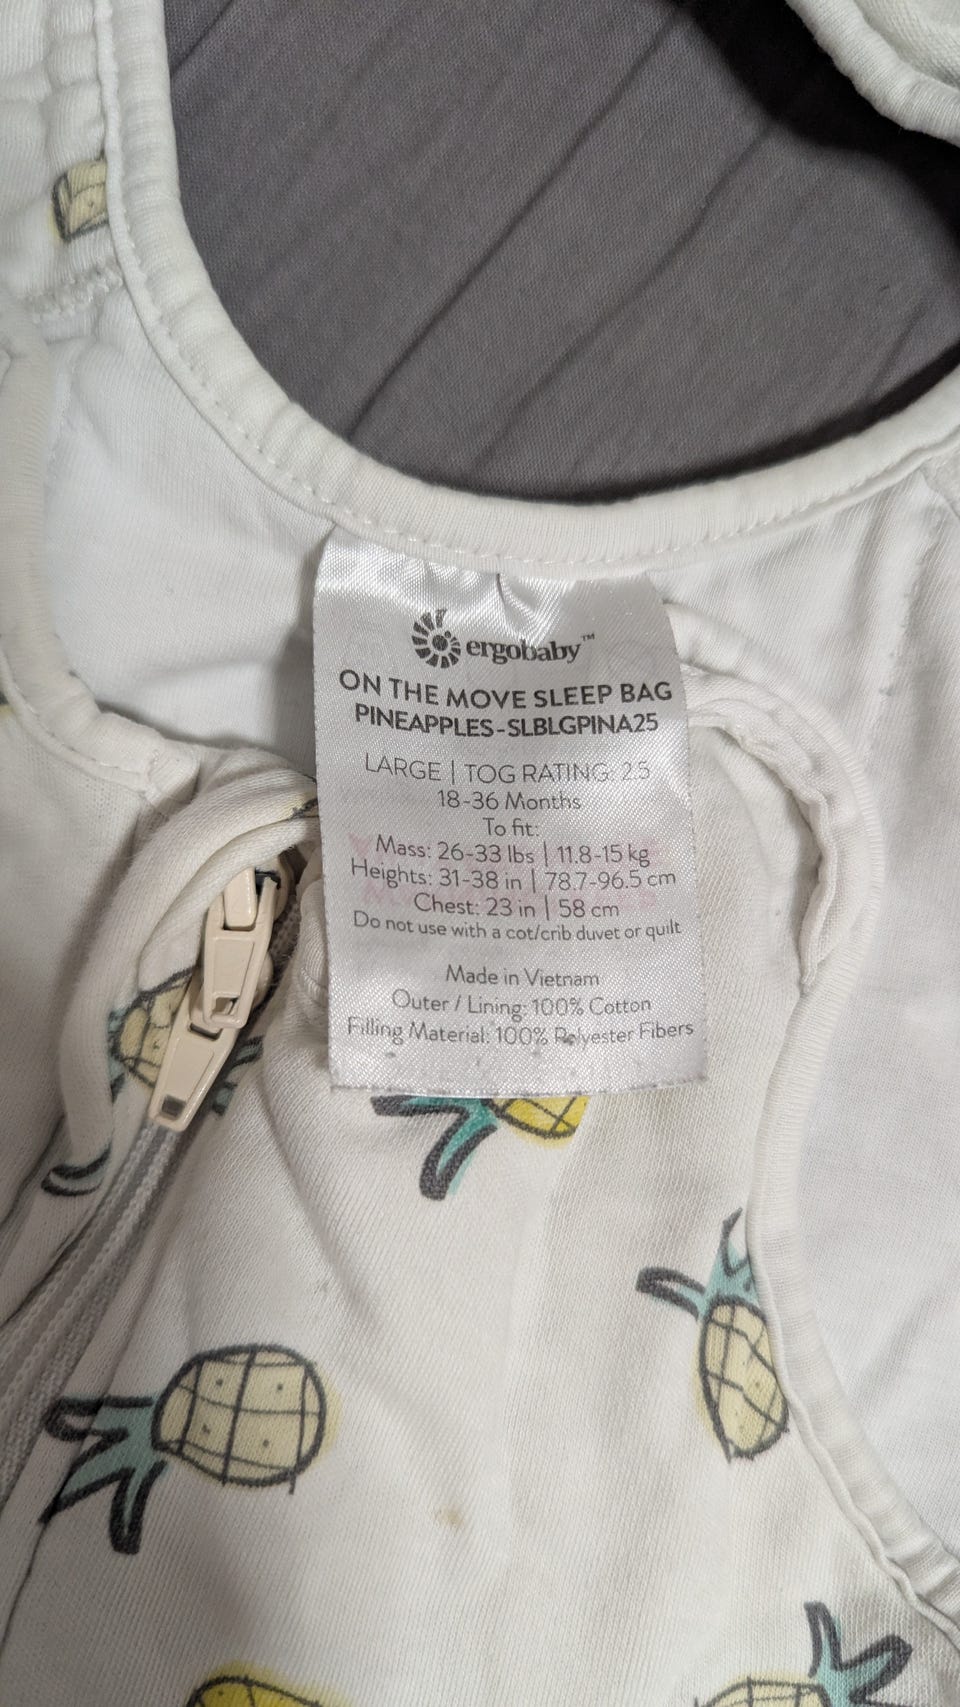 ergobaby™
ON THE MOVE SLEEP BAG
PINEAPPLES-SLBLGPINA25
LARGE | TOG RATING: 2.5
18-36 Months
To fit:
Mass: 26-33 lbs | 11.8-15 kg
Heights: 31-38 in | 78.7-96.5 cm
Chest: 23 in | 58 cm
Do not use with a cot/crib duvet or quilt
Made in Vietnam
Outer / Lining: 100% Cotton
Filling Material: 100% Polyester Fibers